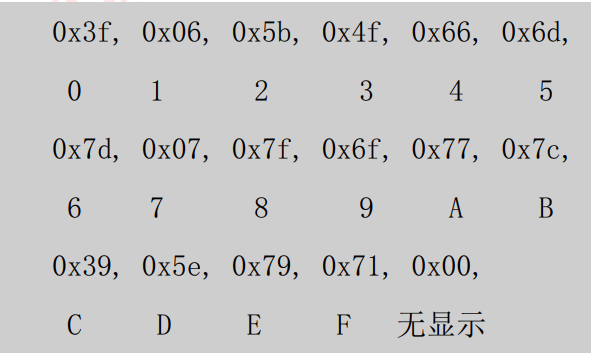 0x3f, 0x06, 0x5b, 0x4f, 0x66, 0x6d,
0 1 2 3 4 5
0x7d, 0x07, 0x7f, 0x6f, 0x77, 0x7c,
6 7 8 9 A B
0x39, 0x5e, 0x79, 0x71, 0x00,
C D E F 无显示